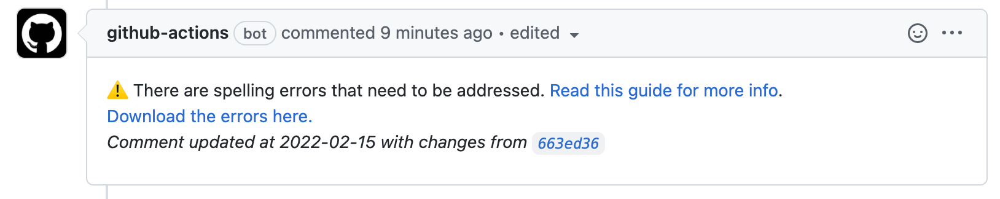 github-actions bot commented 9 minutes ago • edited
⚠️ There are spelling errors that need to be addressed. Read this guide for more info.
Download the errors here.
Comment updated at 2022-02-15 with changes from 663ed36